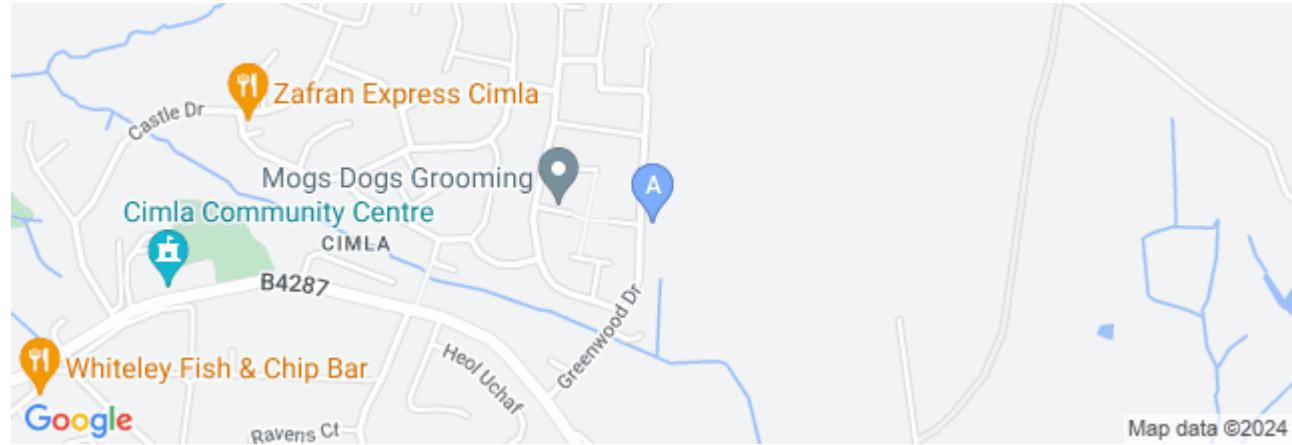 Zafran Express Cimla
Castle Dr
Mogs Dogs Grooming
A
Cimla Community Centre
CIMLA
B4287
Greenwood Dr
Heol Uchaf
Whiteley Fish & Chip Bar
Ravens Ct
Google
Map data ©2024